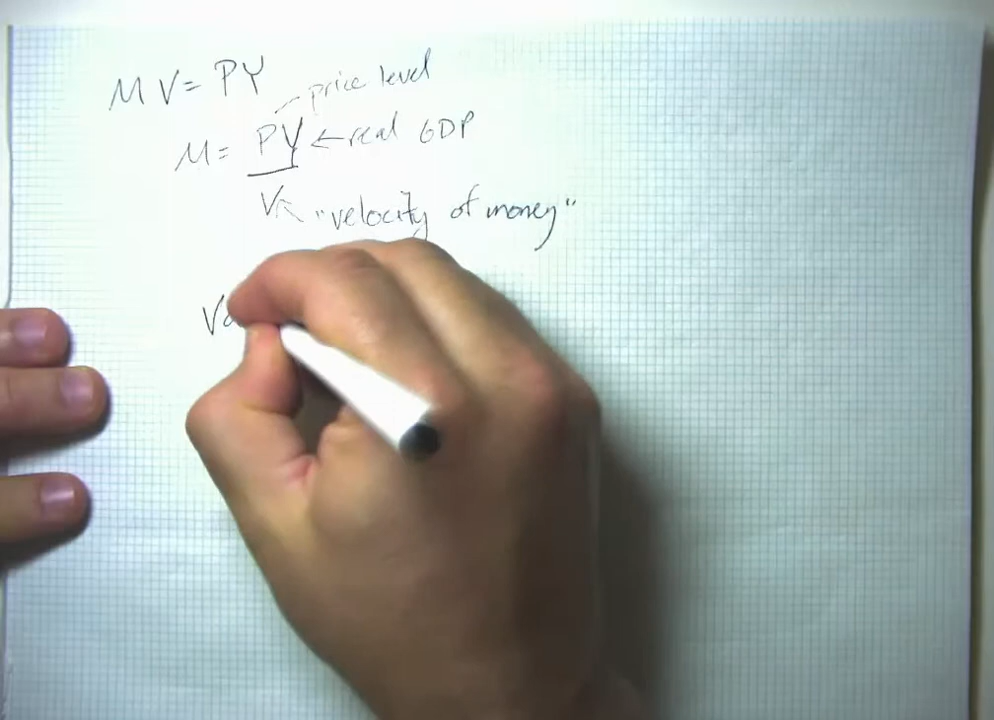 MV = PY
price level
M = PY ← real GDP
V ↖ "velocity of money"